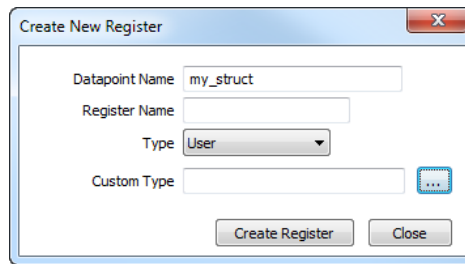 Create New Register
Datapoint Name my_struct
Register Name
Type User
Custom Type ...
Create Register Close